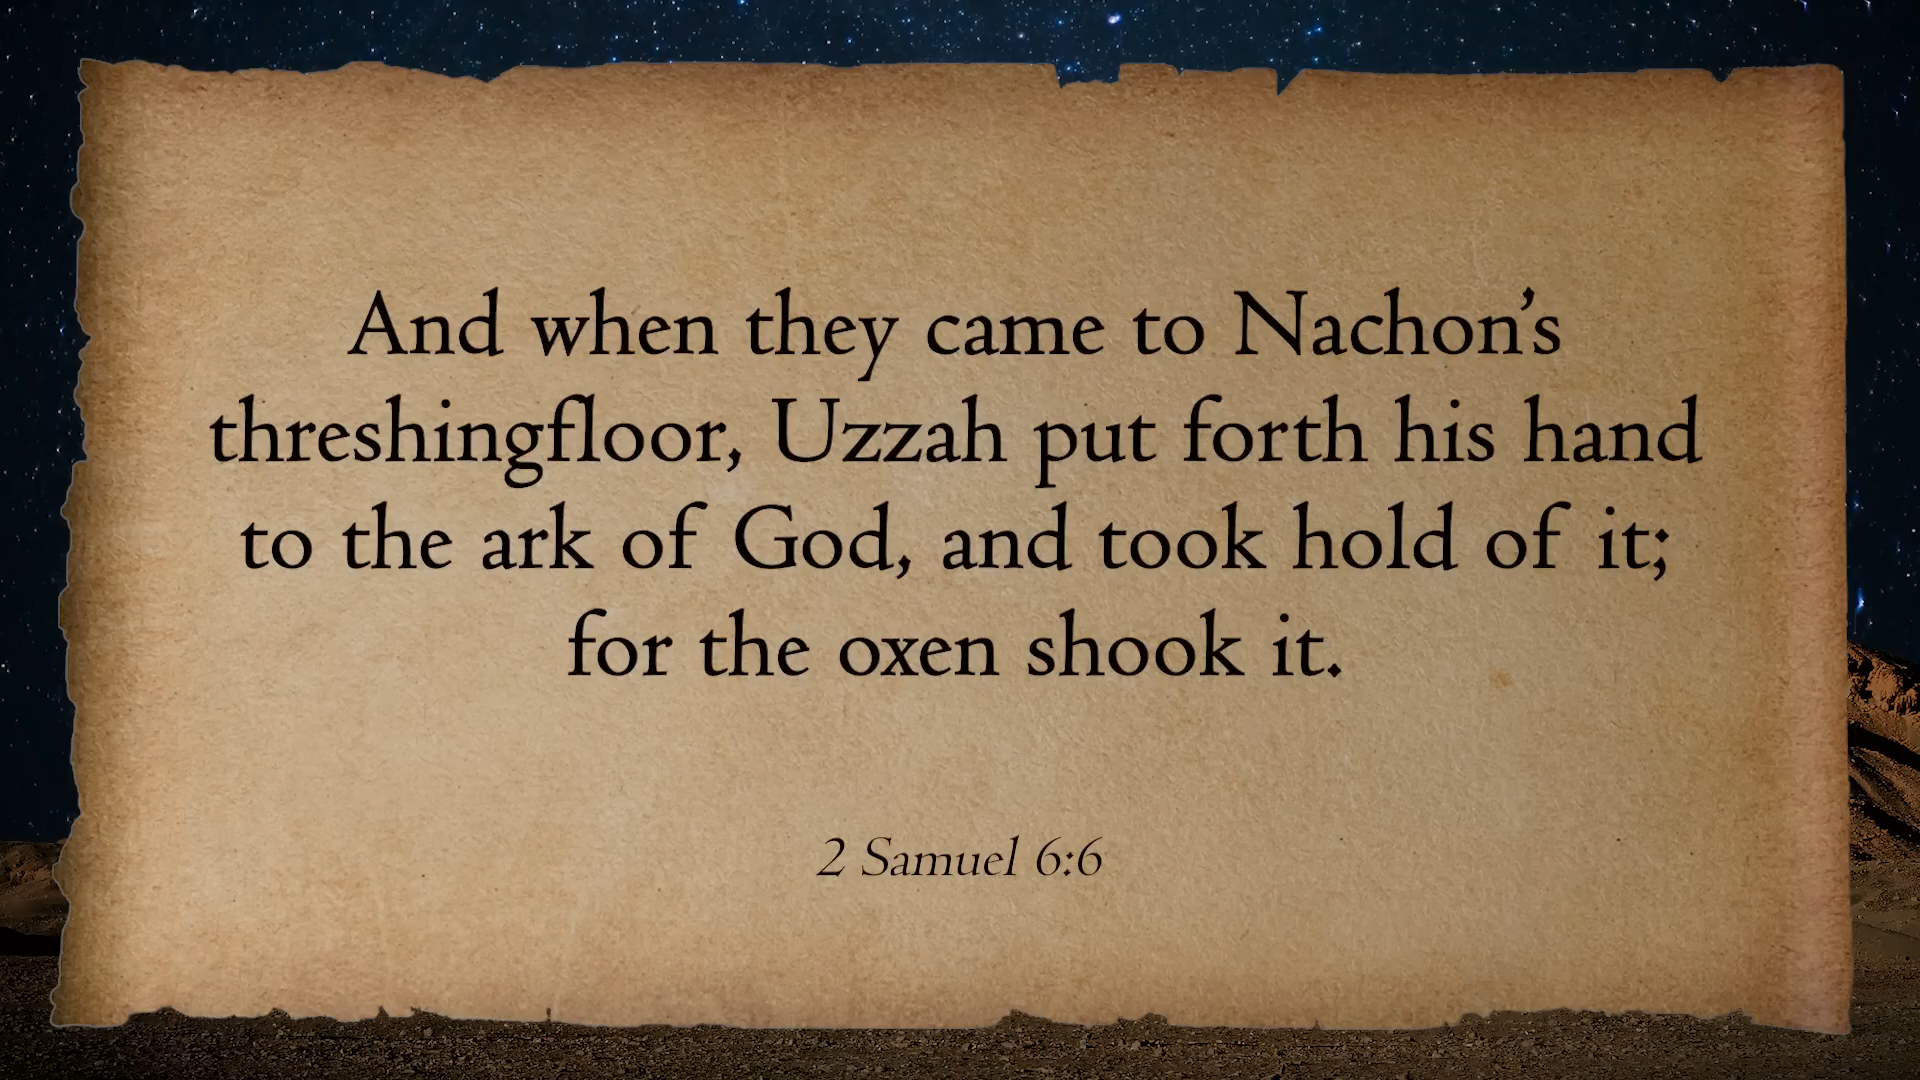 And when they came to Nachon’s
threshingfloor, Uzzah put forth his hand
to the ark of God, and took hold of it;
for the oxen shook it.
2 Samuel 6:6